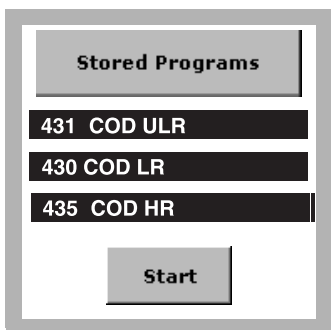 Stored Programs
431 COD ULR
430 COD LR
435 COD HR
Start